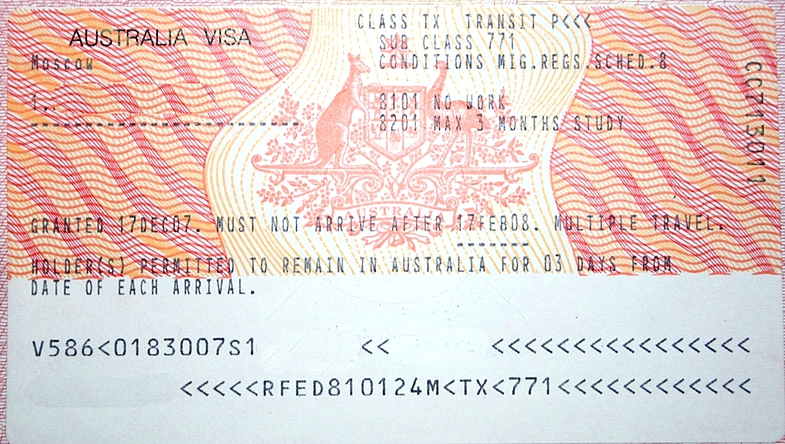 CLASS TX TRANSIT P<<<
AUSTRALIA VISA
SUB CLASS 771
Moscow
CONDITIONS MIG.REGS.SCHED.8
1..
8101 NO WORK
8201 MAX 3 MONTHS STUDY
CC713011
GRANTED 17DEC07. MUST NOT ARRIVE AFTER 17FEB08. MULTIPLE TRAVEL.
HOLDER(S) PERMITTED TO REMAIN IN AUSTRALIA FOR 03 DAYS FROM
DATE OF EACH ARRIVAL.
V586<0183007S1 << <<<<<<<<<<<<<<<<
<<<<<RFED810124M<TX<771<<<<<<<<<<<<